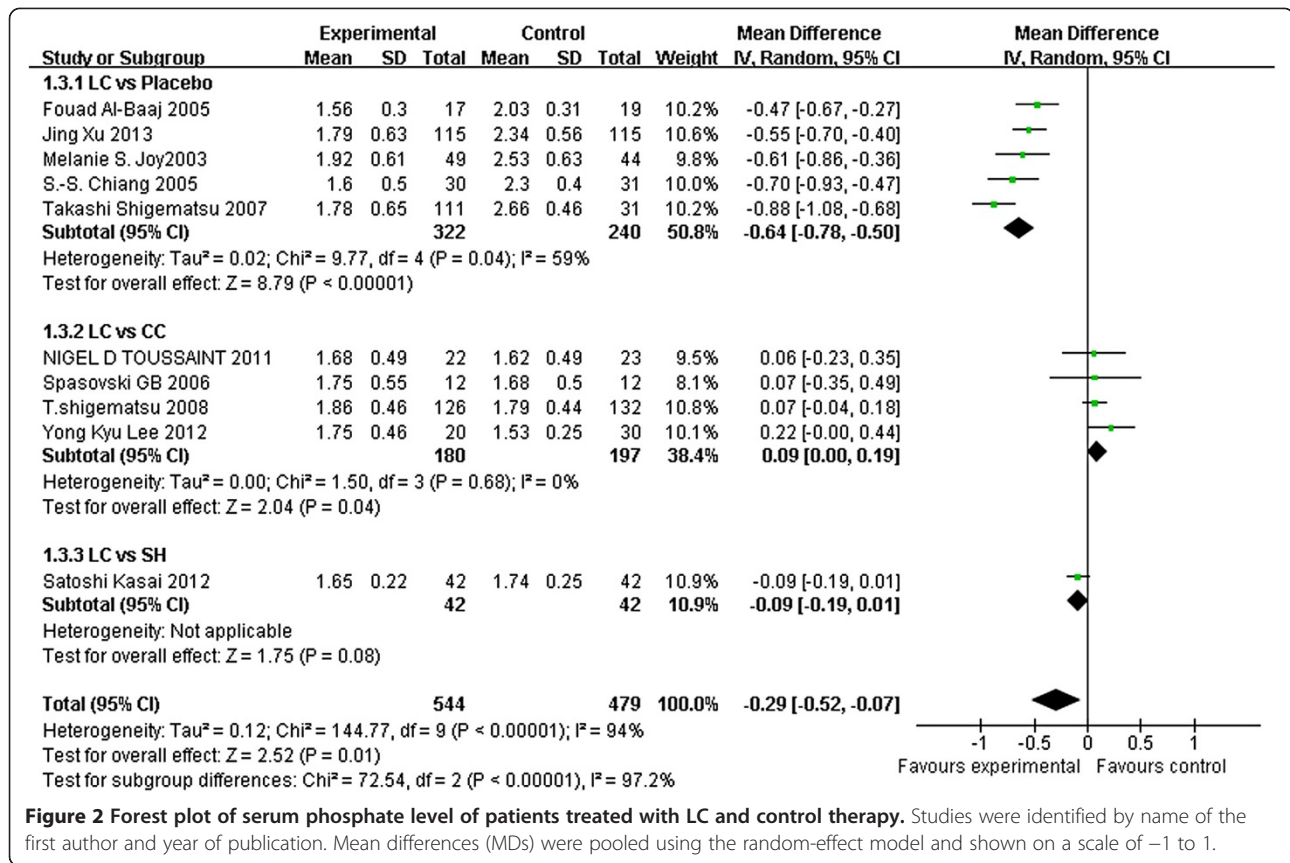 Experimental Control Mean Difference Mean Difference
Study or Subgroup Mean SD Total Mean SD Total Weight IV, Random, 95% CI IV, Random, 95% CI
1.3.1 LC vs Placebo
Fouad Al-Baaj 2005 1.56 0.3 17 2.03 0.31 19 10.2% -0.47 [-0.67, -0.27]
Jing Xu 2013 1.79 0.63 115 2.34 0.56 115 10.6% -0.55 [-0.70, -0.40]
Melanie S. Joy2003 1.92 0.61 49 2.53 0.63 44 9.8% -0.61 [-0.86, -0.36]
S.-S. Chiang 2005 1.6 0.5 30 2.3 0.4 31 10.0% -0.70 [-0.93, -0.47]
Takashi Shigematsu 2007 1.78 0.65 111 2.66 0.46 31 10.2% -0.88 [-1.08, -0.68]
Subtotal (95% CI) 322 240 50.8% -0.64 [-0.78, -0.50]
Heterogeneity: Tau² = 0.02; Chi² = 9.77, df = 4 (P = 0.04); I² = 59%
Test for overall effect: Z = 8.79 (P < 0.00001)
1.3.2 LC vs CC
NIGEL D TOUSSAINT 2011 1.68 0.49 22 1.62 0.49 23 9.5% 0.06 [-0.23, 0.35]
Spasovski GB 2006 1.75 0.55 12 1.68 0.5 12 8.1% 0.07 [-0.35, 0.49]
T.shigematsu 2008 1.86 0.46 126 1.79 0.44 132 10.8% 0.07 [-0.04, 0.18]
Yong Kyu Lee 2012 1.75 0.46 20 1.53 0.25 30 10.1% 0.22 [-0.00, 0.44]
Subtotal (95% CI) 180 197 38.4% 0.09 [0.00, 0.19]
Heterogeneity: Tau² = 0.00; Chi² = 1.50, df = 3 (P = 0.68); I² = 0%
Test for overall effect: Z = 2.04 (P = 0.04)
1.3.3 LC vs SH
Satoshi Kasai 2012 1.65 0.22 42 1.74 0.25 42 10.9% -0.09 [-0.19, 0.01]
Subtotal (95% CI) 42 42 10.9% -0.09 [-0.19, 0.01]
Heterogeneity: Not applicable
Test for overall effect: Z = 1.75 (P = 0.08)
Total (95% CI) 544 479 100.0% -0.29 [-0.52, -0.07]
Heterogeneity: Tau² = 0.12; Chi² = 144.77, df = 9 (P < 0.00001); I² = 94%
Test for overall effect: Z = 2.52 (P = 0.01)
Test for subgroup differences: Chi² = 72.54, df = 2 (P < 0.00001), I² = 97.2%
-1 -0.5 0 0.5 1
Favours experimental Favours control
Figure 2 Forest plot of serum phosphate level of patients treated with LC and control therapy. Studies were identified by name of the
first author and year of publication. Mean differences (MDs) were pooled using the random-effect model and shown on a scale of −1 to 1.